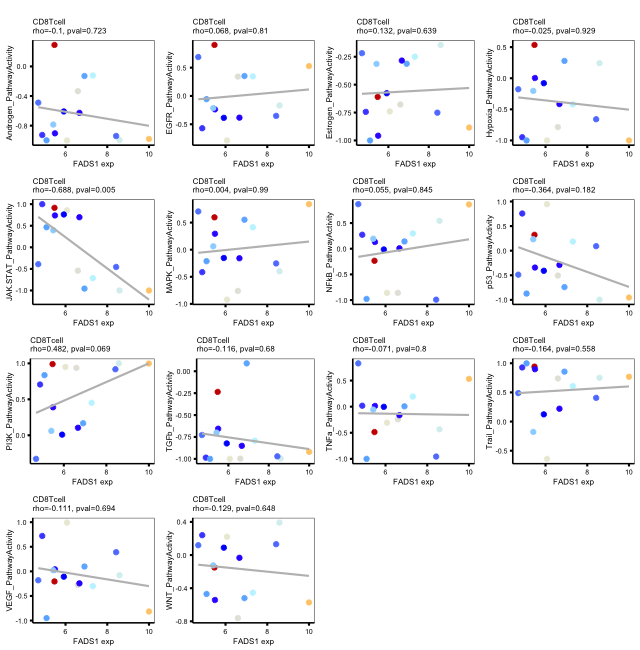 CD8Tcell
rho=-0.1, pval=0.723
Androgen_PathwayActivity
0.0
-0.5
-1.0
6
8
10
FADS1 exp
CD8Tcell
rho=0.068, pval=0.81
EGFR_PathwayActivity
0.5
0.0
-0.5
6
8
10
FADS1 exp
CD8Tcell
rho=0.132, pval=0.639
Estrogen_PathwayActivity
-0.25
-0.50
-0.75
-1.00
6
8
10
FADS1 exp
CD8Tcell
rho=-0.025, pval=0.929
Hypoxia_PathwayActivity
0.5
0.0
-0.5
-1.0
6
8
10
FADS1 exp
CD8Tcell
rho=-0.688, pval=0.005
JAK-STAT_PathwayActivity
1.0
0.5
0.0
-0.5
-1.0
6
8
10
FADS1 exp
CD8Tcell
rho=0.004, pval=0.99
MAPK_PathwayActivity
0.5
0.0
-0.5
-1.0
6
8
10
FADS1 exp
CD8Tcell
rho=0.055, pval=0.845
NFkB_PathwayActivity
0.5
0.0
-0.5
-1.0
6
8
10
FADS1 exp
CD8Tcell
rho=-0.364, pval=0.182
p53_PathwayActivity
0.5
0.0
-0.5
-1.0
6
8
10
FADS1 exp
CD8Tcell
rho=0.482, pval=0.069
PI3K_PathwayActivity
1.0
0.5
0.0
6
8
10
FADS1 exp
CD8Tcell
rho=-0.116, pval=0.68
TGFb_PathwayActivity
0.00
-0.25
-0.50
-0.75
-1.00
6
8
10
FADS1 exp
CD8Tcell
rho=-0.071, pval=0.8
TNFa_PathwayActivity
0.5
0.0
-0.5
-1.0
6
8
10
FADS1 exp
CD8Tcell
rho=-0.164, pval=0.558
Trail_PathwayActivity
1.0
0.5
0.0
-0.5
6
8
10
FADS1 exp
CD8Tcell
rho=-0.111, pval=0.694
VEGF_PathwayActivity
1.0
0.5
0.0
-0.5
-1.0
6
8
10
FADS1 exp
CD8Tcell
rho=-0.129, pval=0.648
WNT_PathwayActivity
0.4
0.0
-0.4
-0.8
6
8
10
FADS1 exp